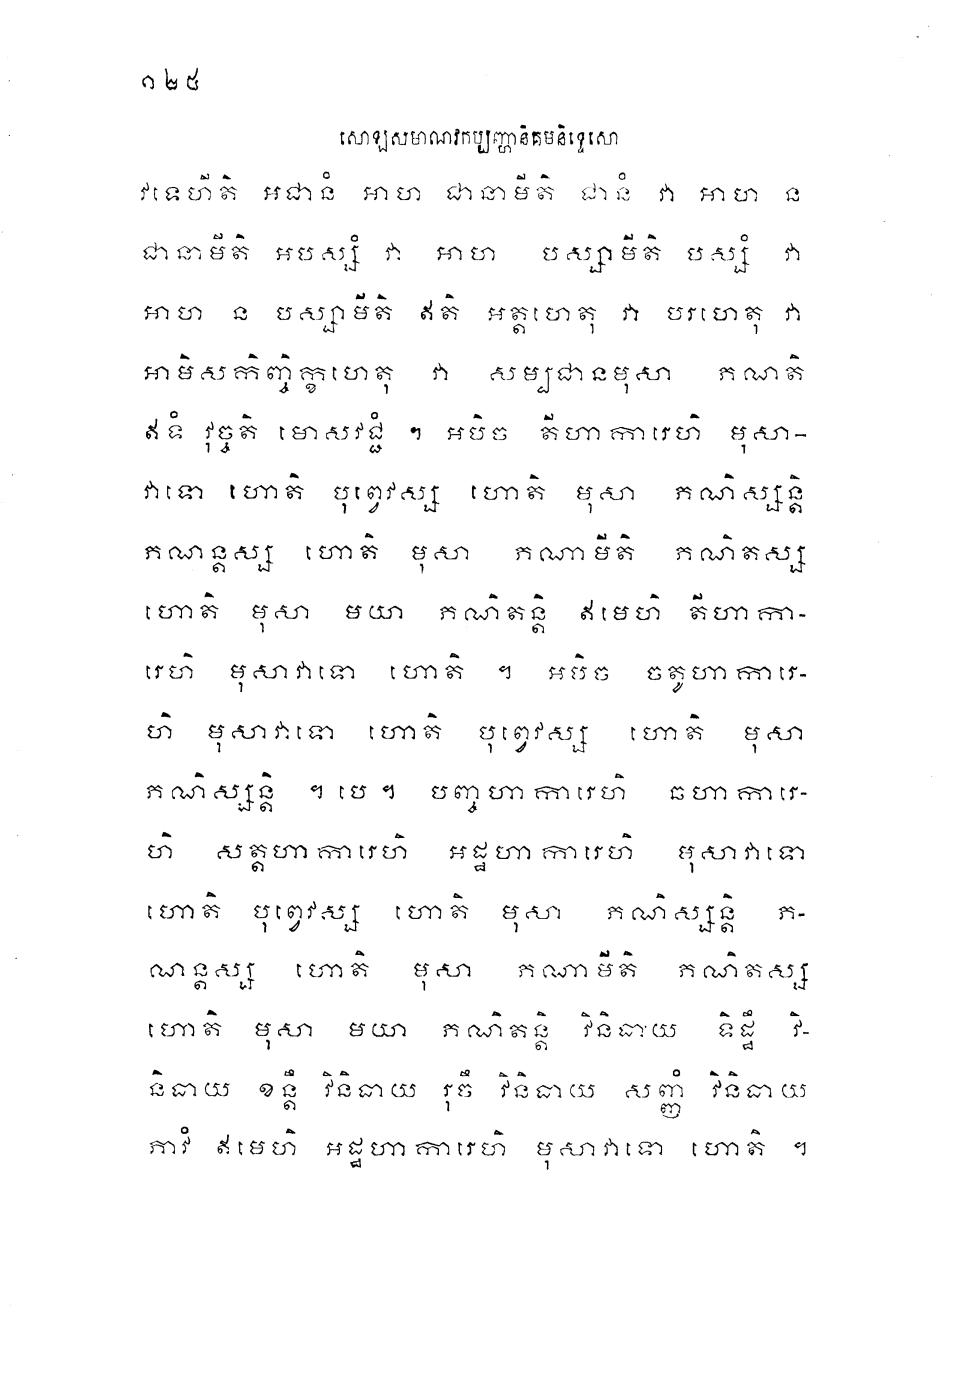 ១២៥
សោឡសមាណវកប្បញ្ហានិគមនិទ្ទេសោ
វទេហីតិ អជានំ អាហ ជានាមីតិ ជានំ វា អាហ ន
ជានាមីតិ អបស្សំ វា អាហ បស្សាមីតិ បស្សំ វា
អាហ ន បស្សាមីតិ ឥតិ អត្តហេតុ វា បរហេតុ វា
អាមិសកិញ្ចិក្ខហេតុ វា សម្បជានមុសា ភណតិ
ឥទំ វុច្ចតិ មោសវជ្ជំ ។ អបិច តីហាការេហិ មុសា-
វាទោ ហោតិ បុព្វេវស្ស ហោតិ មុសា ភណិស្សន្តិ
ភណន្តស្ស ហោតិ មុសា ភណាមីតិ ភណិតស្ស
ហោតិ មុសា មយា ភណិតន្តិ ឥមេហិ តីហាកា-
រេហិ មុសាវាទោ ហោតិ ។ អបិច ចតូហាការេ-
ហិ មុសាវាទោ ហោតិ បុព្វេវស្ស ហោតិ មុសា
ភណិស្សន្តិ ។ បេ ។ បញ្ចហាការេហិ ឆហាការេ-
ហិ សត្តហាការេហិ អដ្ឋហាការេហិ មុសាវាទោ
ហោតិ បុព្វេវស្ស ហោតិ មុសា ភណិស្សន្តិ ភ-
ណន្តស្ស ហោតិ មុសា ភណាមីតិ ភណិតស្ស
ហោតិ មុសា មយា ភណិតន្តិ វិនិធាយ ទិដ្ឋឹ វិ-
និធាយ ខន្តឹ វិនិធាយ រុចឹ វិនិធាយ សញ្ញំ វិនិធាយ
ភាវំ ឥមេហិ អដ្ឋហាការេហិ មុសាវាទោ ហោតិ ។